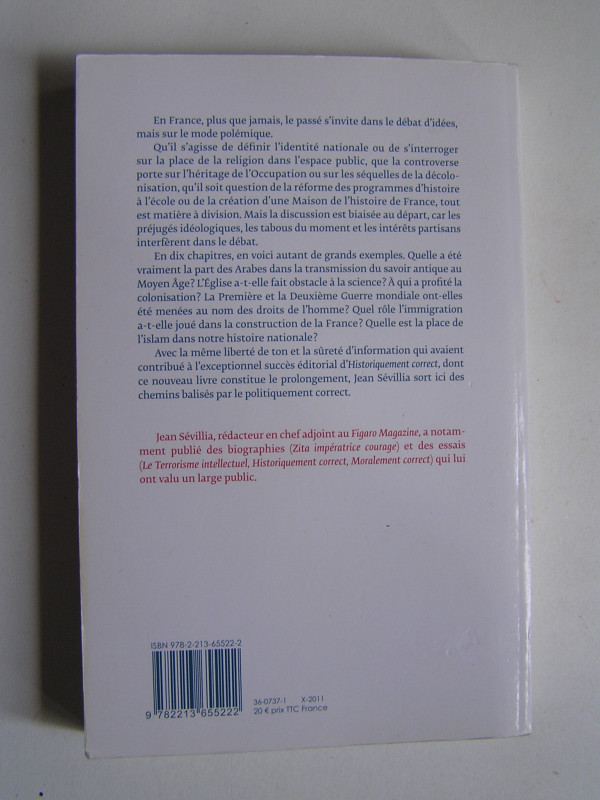 En France, plus que jamais, le passé s'invite dans le débat d'idées,
mais sur le mode polémique.
Qu'il s'agisse de définir l'identité nationale ou de s'interroger
sur la place de la religion dans l'espace public, que la controverse
porte sur l'héritage de l'Occupation ou sur les séquelles de la décolo-
nisation, qu'il soit question de la réforme des programmes d'histoire
à l'école ou de la création d'une Maison de l'histoire de France, tout
est matière à division. Mais la discussion est biaisée au départ, car les
préjugés idéologiques, les tabous du moment et les intérêts partisans
interfèrent dans le débat.
En dix chapitres, en voici autant de grands exemples. Quelle a été
vraiment la part des Arabes dans la transmission du savoir antique au
Moyen Âge? L'Église a-t-elle fait obstacle à la science? À qui a profité la
colonisation? La Première et la Deuxième Guerre mondiale ont-elles
été menées au nom des droits de l'homme? Quel rôle l'immigration
a-t-elle joué dans la construction de la France? Quelle est la place de
l'islam dans notre histoire nationale?
Avec la même liberté de ton et la sûreté d'information qui avaient
contribué à l'exceptionnel succès éditorial d'Historiquement correct, dont
ce nouveau livre constitue le prolongement, Jean Sévillia sort ici des
chemins balisés par le politiquement correct.
Jean Sévillia, rédacteur en chef adjoint au Figaro Magazine, a notam-
ment publié des biographies (Zita impératrice courage) et des essais
(Le Terrorisme intellectuel, Historiquement correct, Moralement correct) qui lui
ont valu un large public.
ISBN 978-2-213-65522-2
36-0737-1 X-2011
20 € prix TTC France
9 782213 655222